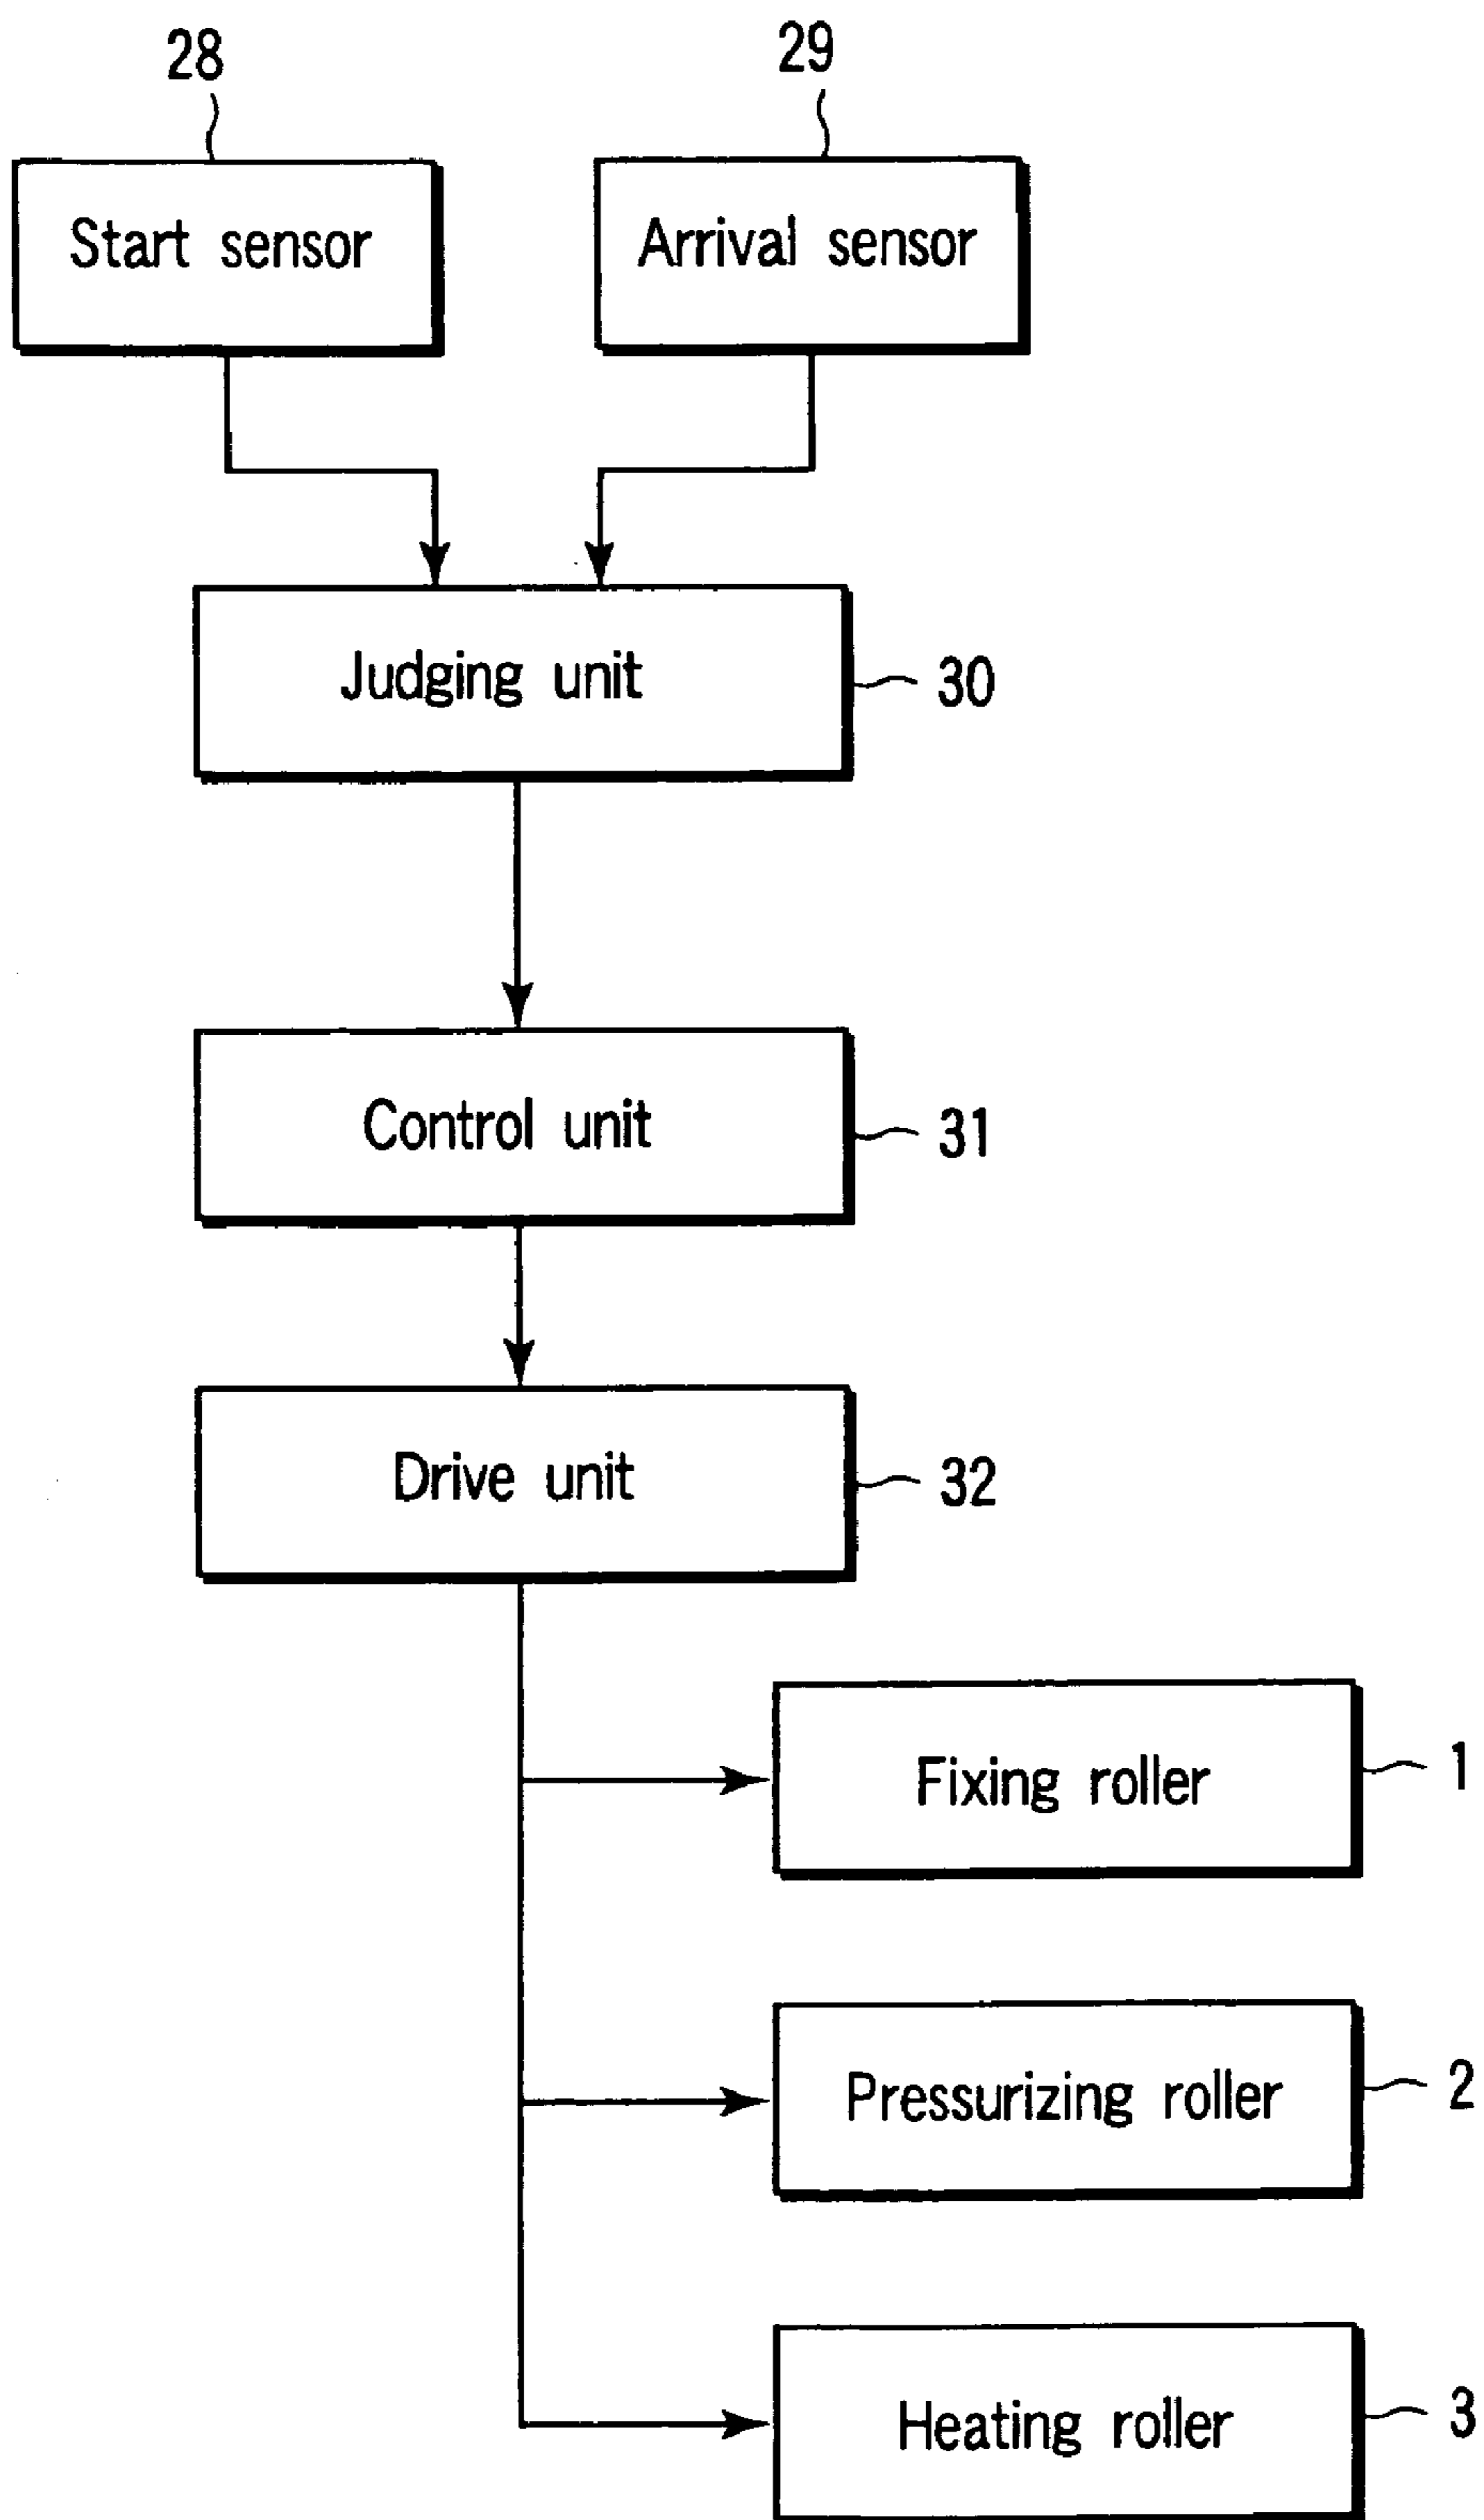 28
29
Start sensor
Arrival sensor
Judging unit
30
Control unit
31
Drive unit
32
Fixing roller
1
Pressurizing roller
2
Heating roller
3